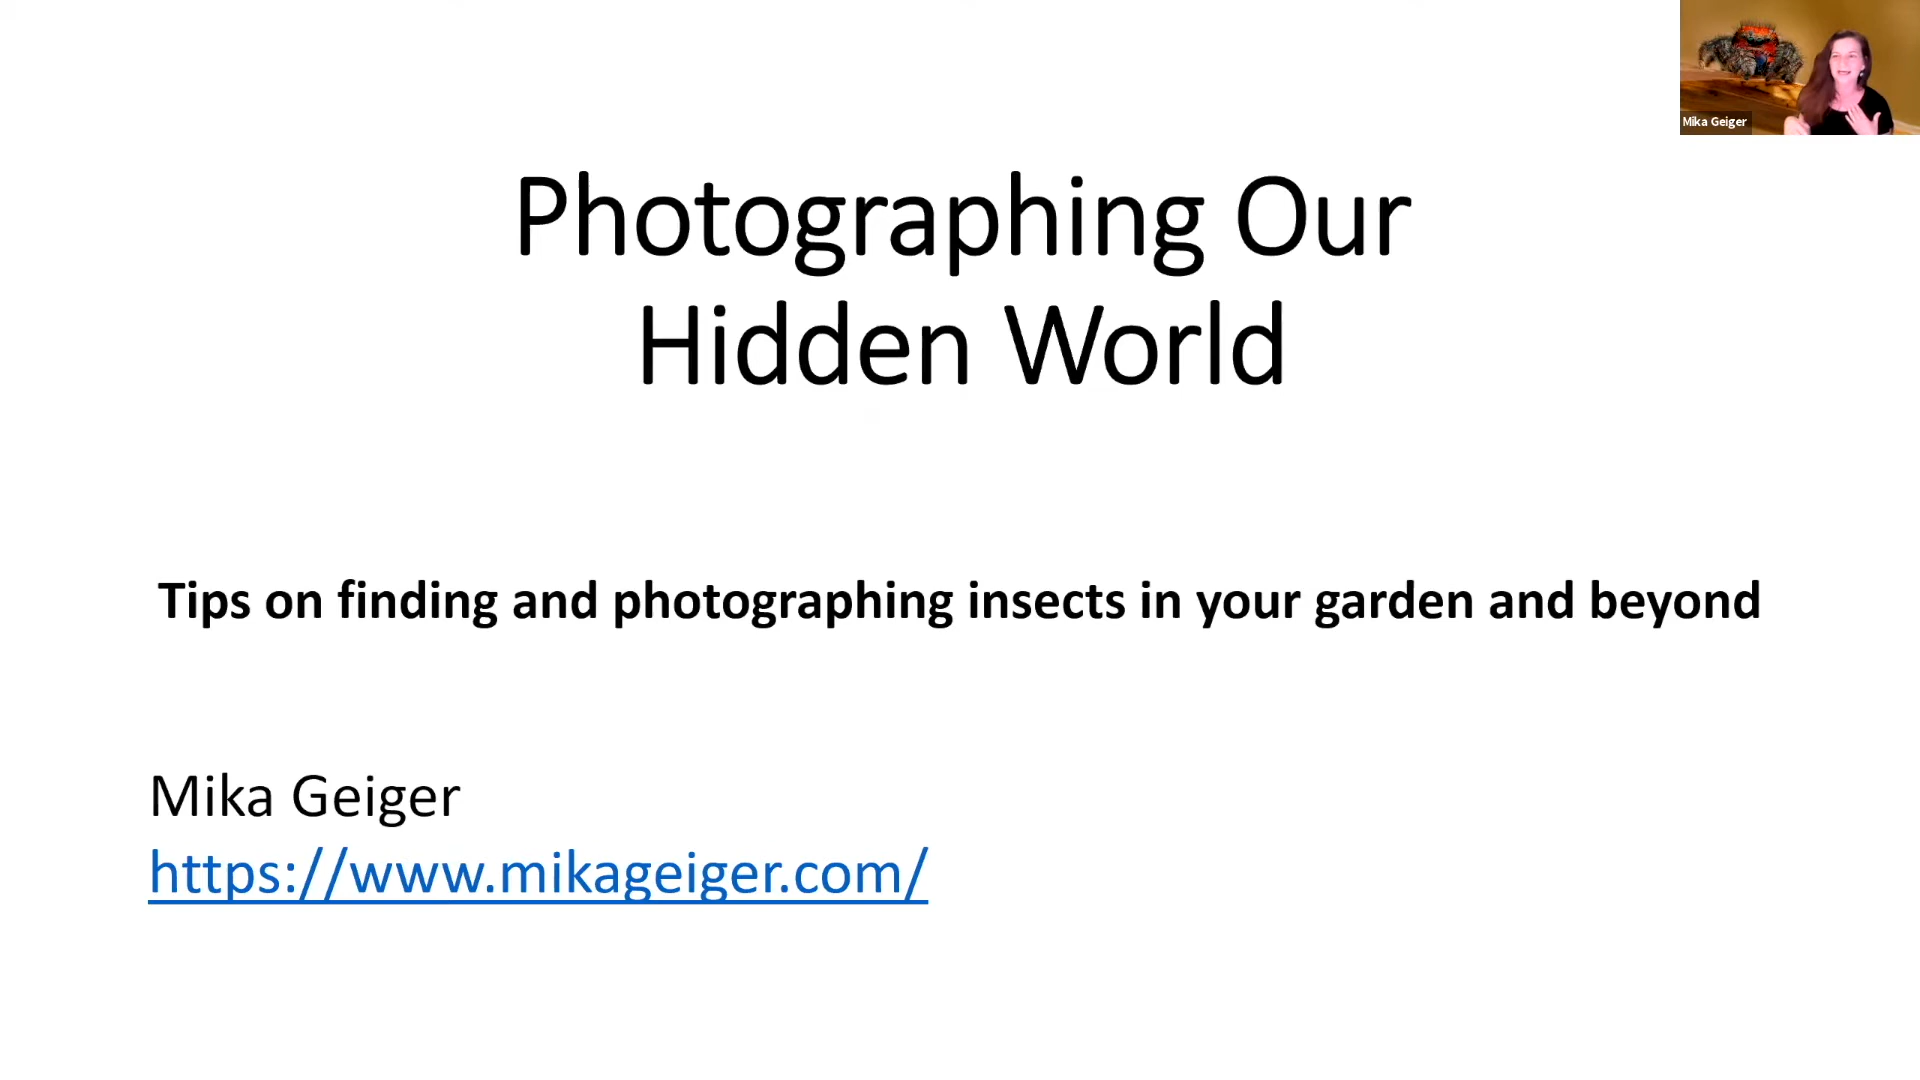 Mika Geiger
Photographing Our
Hidden World
Tips on finding and photographing insects in your garden and beyond
Mika Geiger
https://www.mikageiger.com/